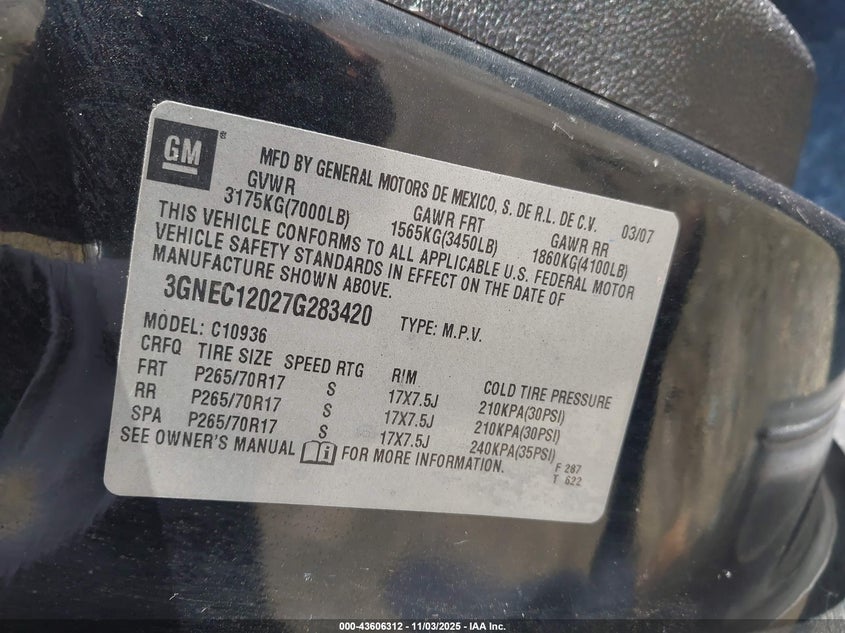 GM ®
MFD BY GENERAL MOTORS DE MEXICO, S. DE R.L. DE C.V. 03/07
GVWR GAWR FRT GAWR RR
3175KG(7000LB) 1565KG(3450LB) 1860KG(4100LB)
THIS VEHICLE CONFORMS TO ALL APPLICABLE U.S. FEDERAL MOTOR
VEHICLE SAFETY STANDARDS IN EFFECT ON THE DATE OF
MANUFACTURE SHOWN ABOVE.
3GNEC12027G283420 TYPE: M.P.V.
MODEL: C10936
CRFQ TIRE SIZE SPEED RTG RIM COLD TIRE PRESSURE
FRT P265/70R17 S 17X7.5J 210KPA(30PSI)
RR P265/70R17 S 17X7.5J 210KPA(30PSI)
SPA P265/70R17 S 17X7.5J 240KPA(35PSI)
SEE OWNER'S MANUAL FOR MORE INFORMATION.
F 287
T 622
000-43606312 - 11/03/2025 - IAA Inc.